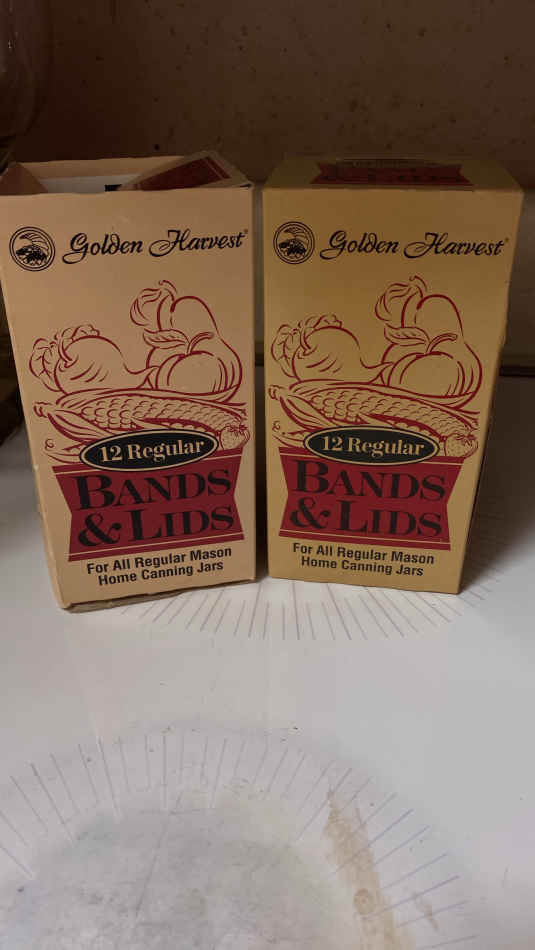 Golden Harvest®
12 Regular
BANDS
& LIDS
For All Regular Mason
Home Canning Jars
Golden Harvest®
12 Regular
BANDS
& LIDS
For All Regular Mason
Home Canning Jars